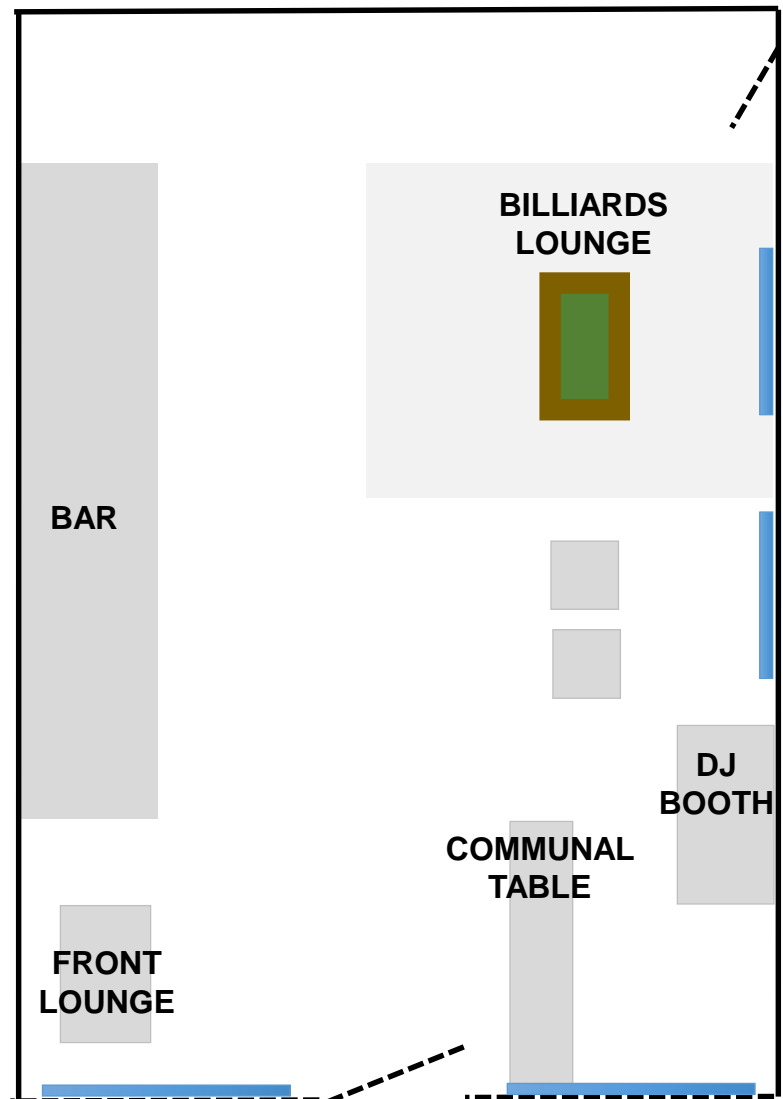 BILLIARDS
LOUNGE
BAR
DJ
BOOTH
COMMUNAL
TABLE
FRONT
LOUNGE